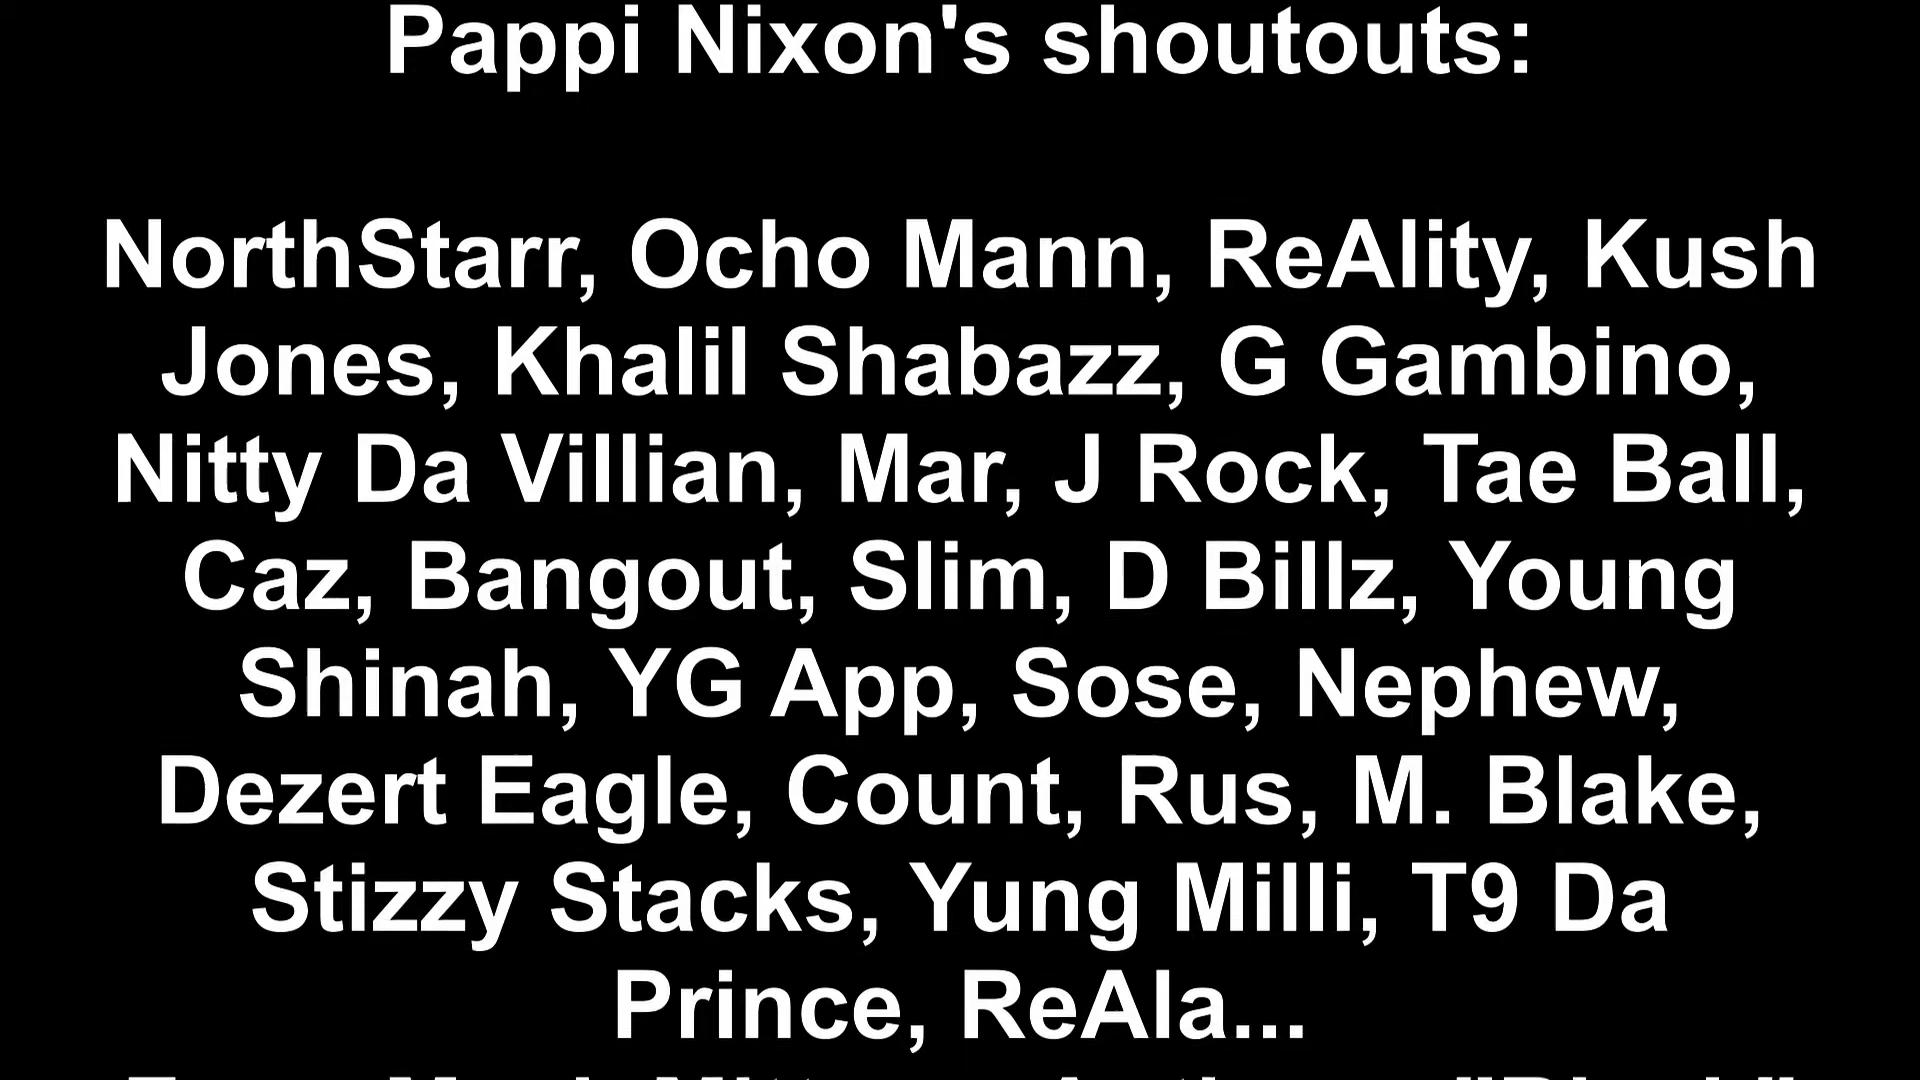 Pappi Nixon's shoutouts:
NorthStarr, Ocho Mann, ReAlity, Kush
Jones, Khalil Shabazz, G Gambino,
Nitty Da Villian, Mar, J Rock, Tae Ball,
Caz, Bangout, Slim, D Billz, Young
Shinah, YG App, Sose, Nephew,
Dezert Eagle, Count, Rus, M. Blake,
Stizzy Stacks, Yung Milli, T9 Da
Prince, ReAla...